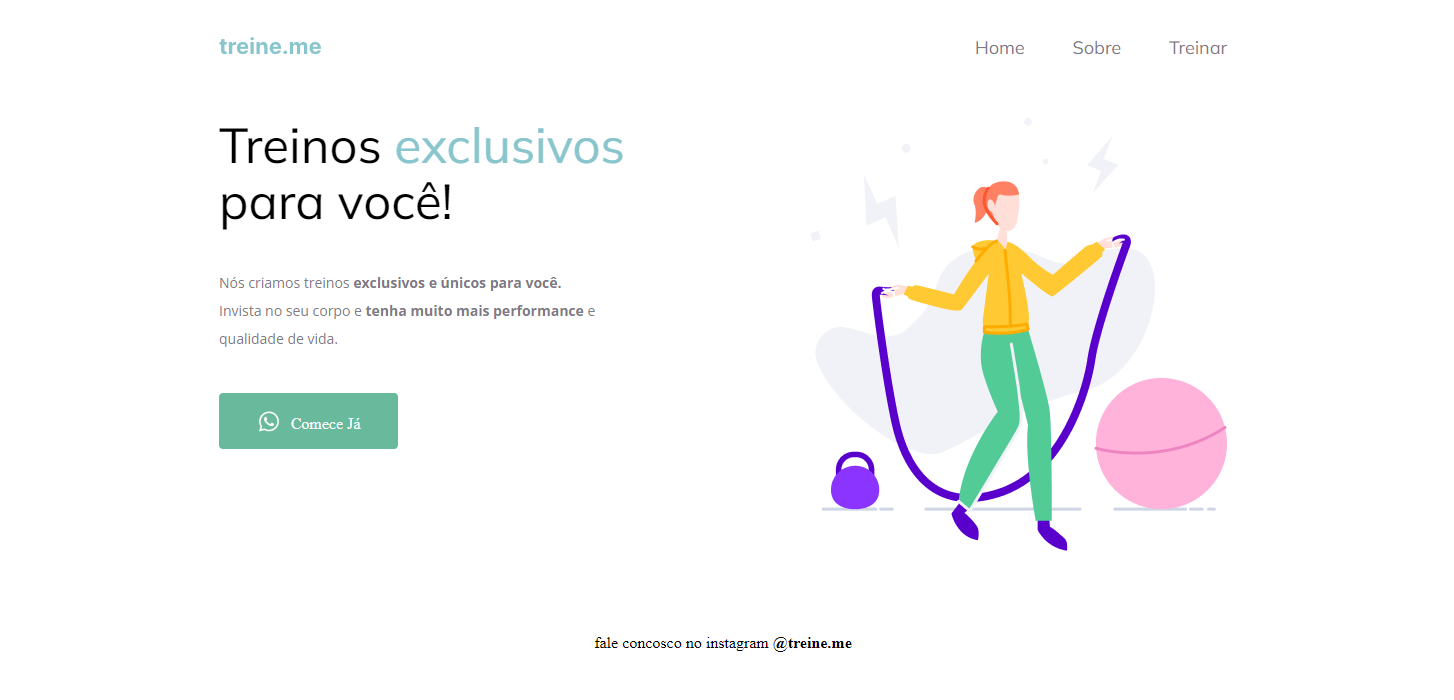 treine.me
Home Sobre Treinar
Treinos exclusivos
para você!
Nós criamos treinos exclusivos e únicos para você.
Invista no seu corpo e tenha muito mais performance e
qualidade de vida.
Comece Já
fale concosco no instagram @treine.me